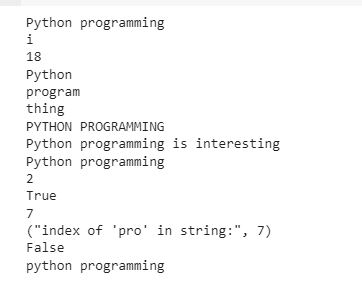 Python programming
i
18
Python
program
thing
PYTHON PROGRAMMING
Python programming is interesting
Python programming
2
True
7
("index of 'pro' in string:", 7)
False
python programming